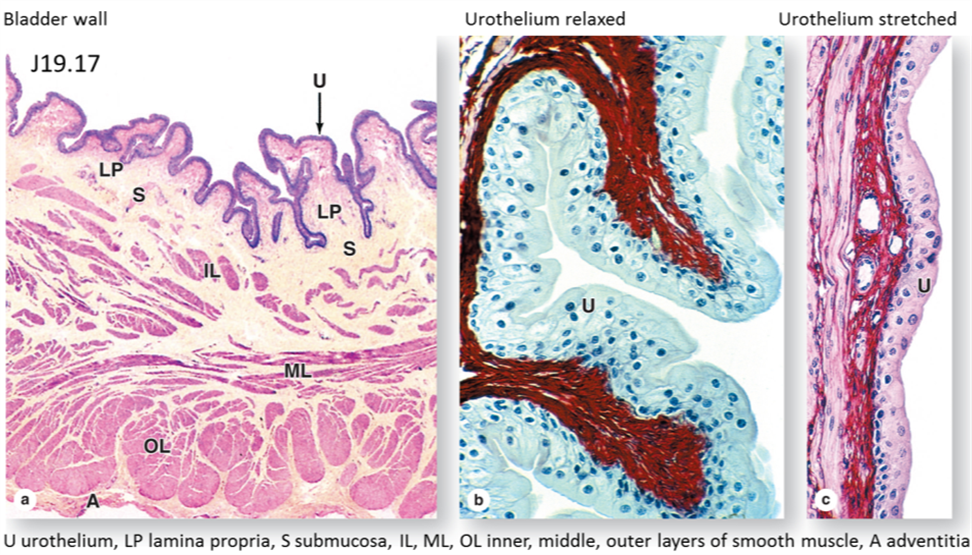 Bladder wall
Urothelium relaxed
Urothelium stretched
J19.17
U
LP
S
LP
S
IL
U
U
ML
OL
A
a
b
c
U urothelium, LP lamina propria, S submucosa, IL, ML, OL inner, middle, outer layers of smooth muscle, A adventitia